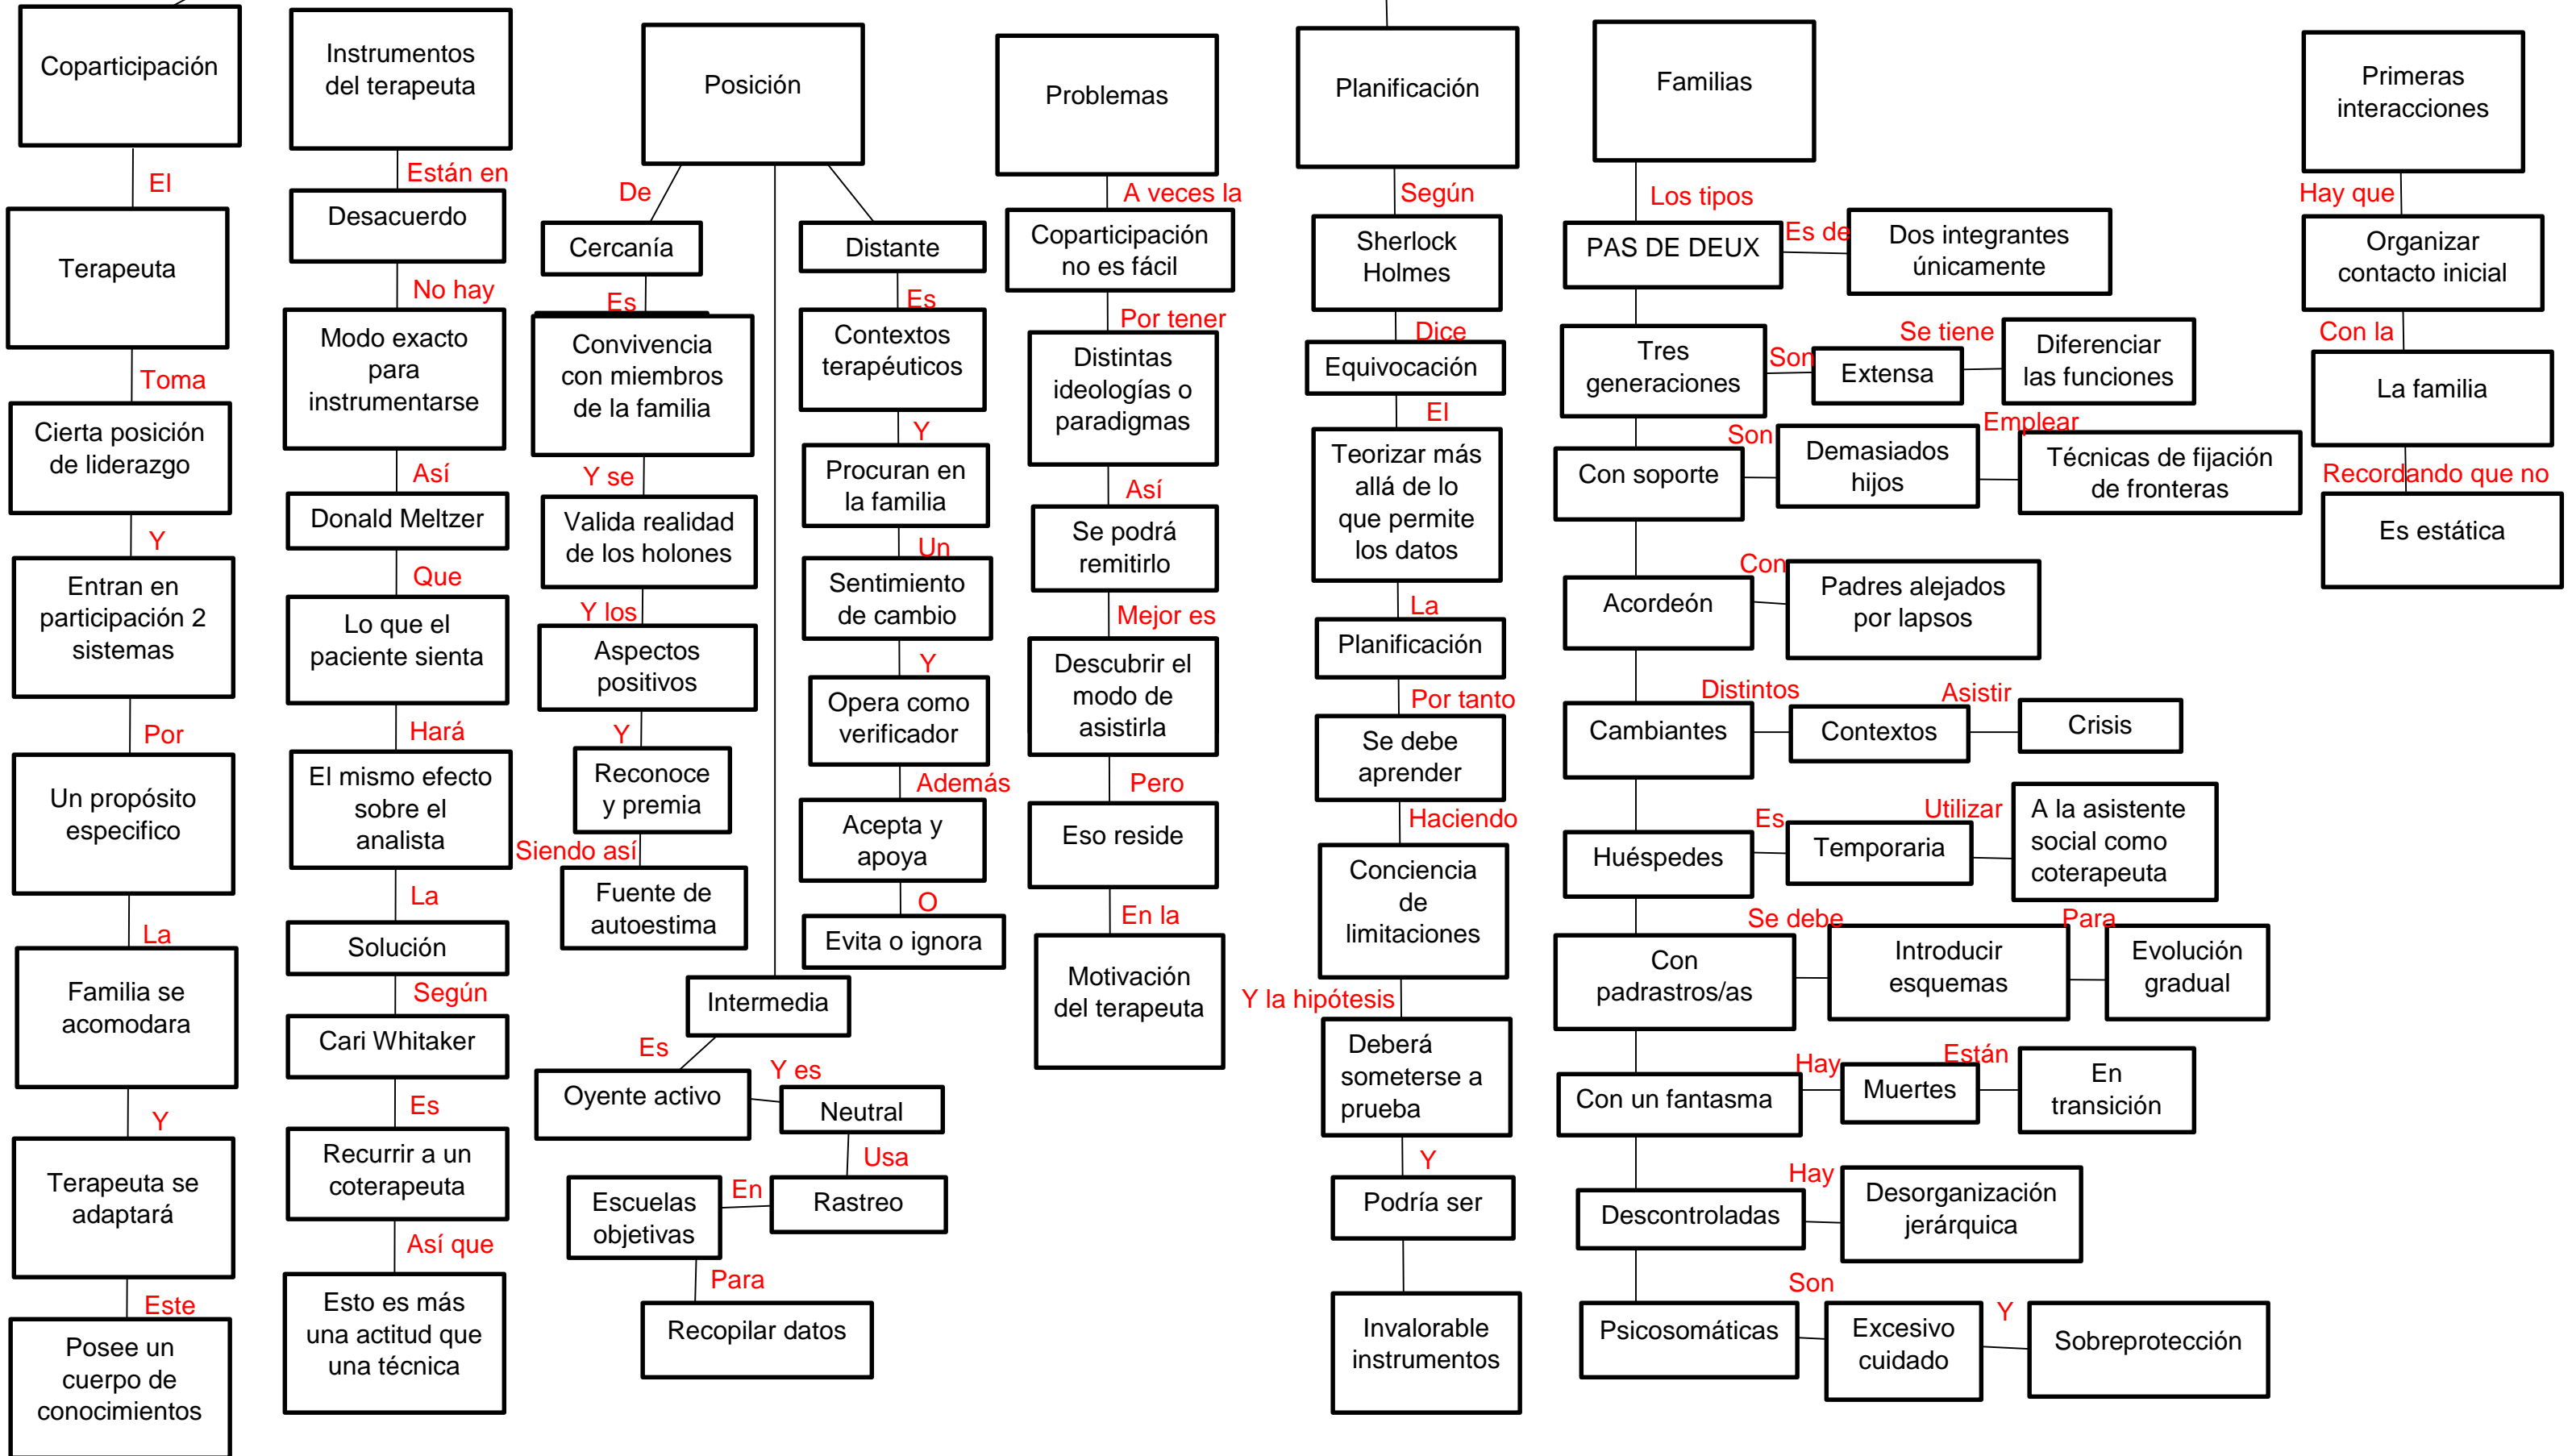 Coparticipación
El
Terapeuta
Toma
Cierta posición
de liderazgo
Y
Entran en
participación 2
sistemas
Por
Un propósito
especifico
La
Familia se
acomodara
Y
Terapeuta se
adaptará
Este
Posee un
cuerpo de
conocimientos
Instrumentos
del terapeuta
Están en
Desacuerdo
No hay
Modo exacto
para
instrumentarse
Así
Donald Meltzer
Que
Lo que el
paciente sienta
Hará
El mismo efecto
sobre el
analista
La
Solución
Según
Cari Whitaker
Es
Recurrir a un
coterapeuta
Así que
Esto es más
una actitud que
una técnica
Posición
De
Cercanía
Es
Convivencia
con miembros
de la familia
Y se
Valida realidad
de los holones
Y los
Aspectos
positivos
Y
Reconoce
y premia
Siendo así
Fuente de
autoestima
Distante
Es
Contextos
terapéuticos
Y
Procuran en
la familia
Un
Sentimiento
de cambio
Y
Opera como
verificador
Además
Acepta y
apoya
O
Evita o ignora
Intermedia
Es
Oyente activo
Y es
Neutral
Usa
Rastreo
En
Escuelas
objetivas
Para
Recopilar datos
Problemas
A veces la
Coparticipación
no es fácil
Por tener
Distintas
ideologías o
paradigmas
Así
Se podrá
remitirlo
Mejor es
Descubrir el
modo de
asistirla
Pero
Eso reside
En la
Motivación
del terapeuta
Planificación
Según
Sherlock
Holmes
Dice
Equivocación
El
Teorizar más
allá de lo
que permite
los datos
La
Planificación
Por tanto
Se debe
aprender
Haciendo
Conciencia
de
limitaciones
Y la hipótesis
Deberá
someterse a
prueba
Y
Podría ser
Invalorable
instrumentos
Familias
Los tipos
PAS DE DEUX
Es de
Dos integrantes
únicamente
Tres
generaciones
Son
Extensa
Se tiene
Diferenciar
las funciones
Con soporte
Son
Demasiados
hijos
Emplear
Técnicas de fijación
de fronteras
Acordeón
Con
Padres alejados
por lapsos
Cambiantes
Distintos
Contextos
Asistir
Crisis
Huéspedes
Es
Temporaria
Utilizar
A la asistente
social como
coterapeuta
Con
padrastros/as
Se debe
Introducir
esquemas
Para
Evolución
gradual
Con un fantasma
Hay
Muertes
Están
En
transición
Descontroladas
Hay
Desorganización
jerárquica
Psicosomáticas
Son
Excesivo
cuidado
Y
Sobreprotección
Primeras
interacciones
Hay que
Organizar
contacto inicial
Con la
La familia
Recordando que no
Es estática